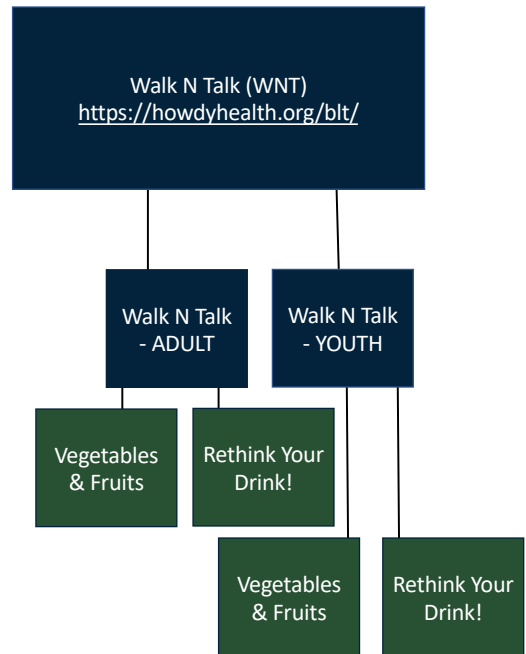 Walk N Talk (WNT)
https://howdyhealth.org/blt/
Walk N Talk
- ADULT
Walk N Talk
- YOUTH
Vegetables
& Fruits
Rethink Your
Drink!
Vegetables
& Fruits
Rethink Your
Drink!